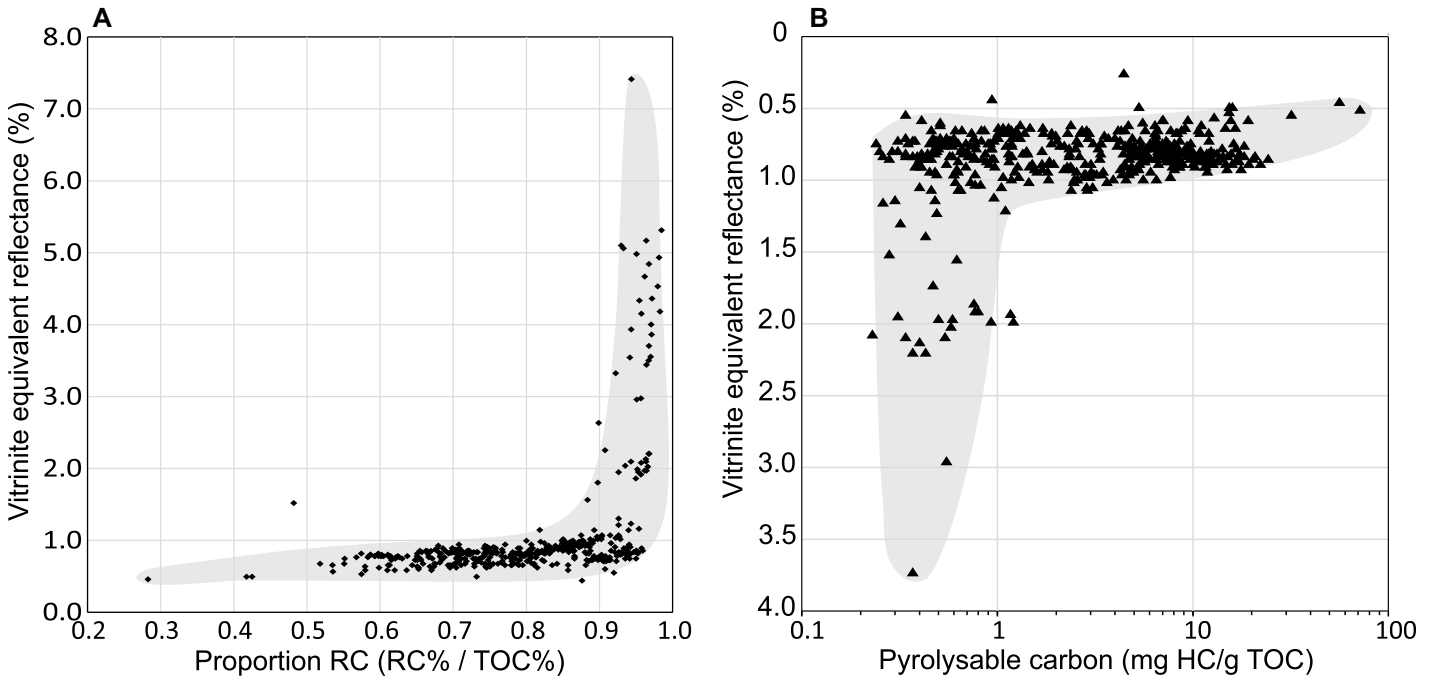 A
8.0
7.0
6.0
5.0
4.0
3.0
2.0
1.0
0.0
Vitrinite equivalent reflectance (%)
0.2 0.3 0.4 0.5 0.6 0.7 0.8 0.9 1.0
Proportion RC (RC% / TOC%)
B
0
0.5
1.0
1.5
2.0
2.5
3.0
3.5
4.0
Vitrinite equivalent reflectance (%)
0.1 1 10 100
Pyrolysable carbon (mg HC/g TOC)